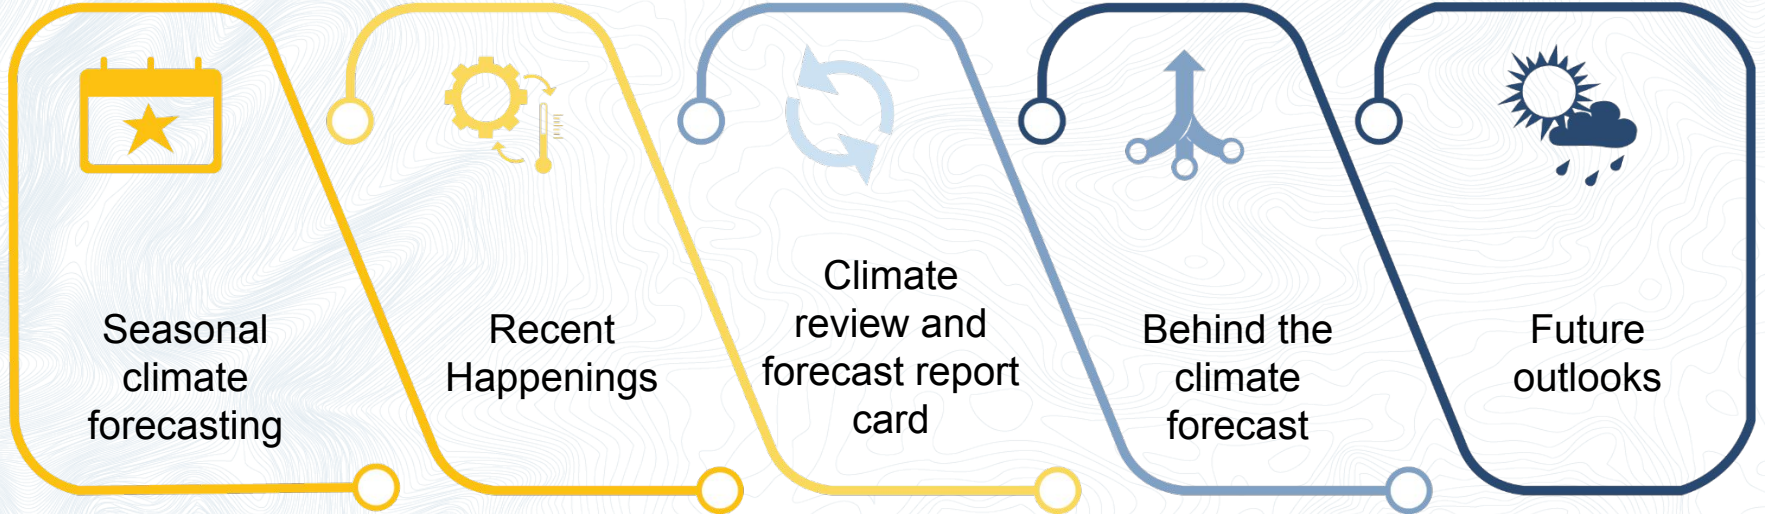 Seasonal
climate
forecasting
Recent
Happenings
Climate
review and
forecast report
card
Behind the
climate
forecast
Future
outlooks